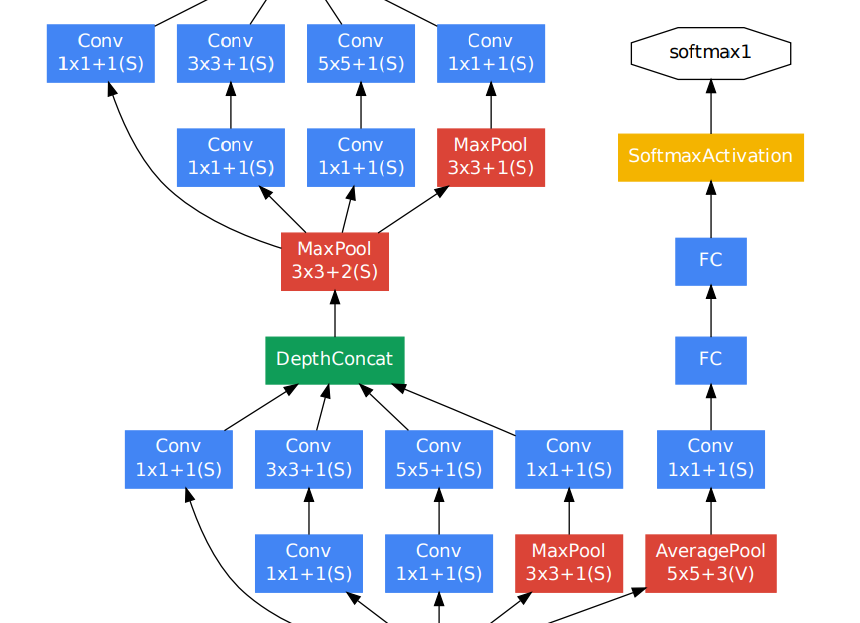 Conv
1x1+1(S)
Conv
3x3+1(S)
Conv
5x5+1(S)
Conv
1x1+1(S)
softmax1
Conv
1x1+1(S)
Conv
1x1+1(S)
MaxPool
3x3+1(S)
SoftmaxActivation
MaxPool
3x3+2(S)
FC
DepthConcat
FC
Conv
1x1+1(S)
Conv
3x3+1(S)
Conv
5x5+1(S)
Conv
1x1+1(S)
Conv
1x1+1(S)
Conv
1x1+1(S)
Conv
1x1+1(S)
MaxPool
3x3+1(S)
AveragePool
5x5+3(V)